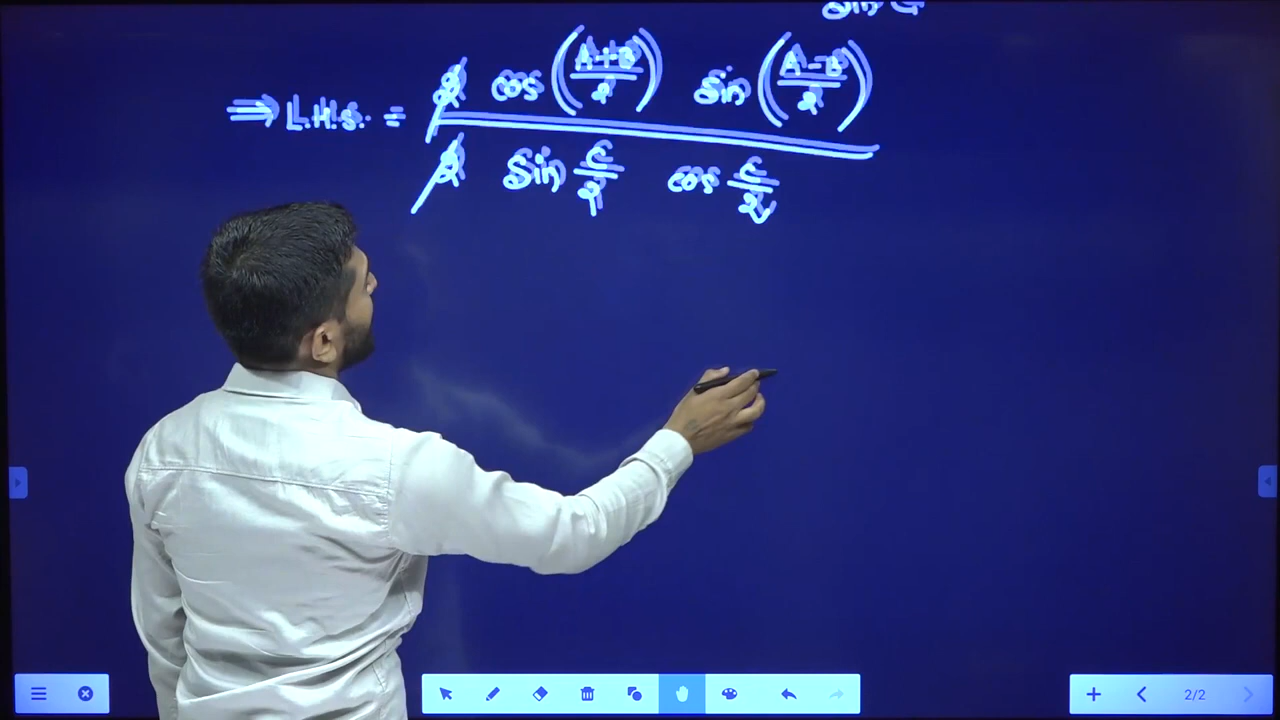 ⇒ L.H.S. = 2 cos (A+B/2) sin (A-B/2)
2 sin C/2 cos C/2
2/2